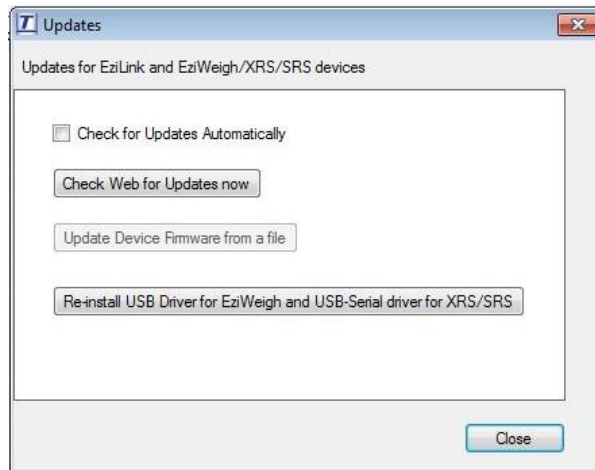 T Updates
Updates for EziLink and EziWeigh/XRS/SRS devices
Check for Updates Automatically
Check Web for Updates now
Update Device Firmware from a file
Re-install USB Driver for EziWeigh and USB-Serial driver for XRS/SRS
Close